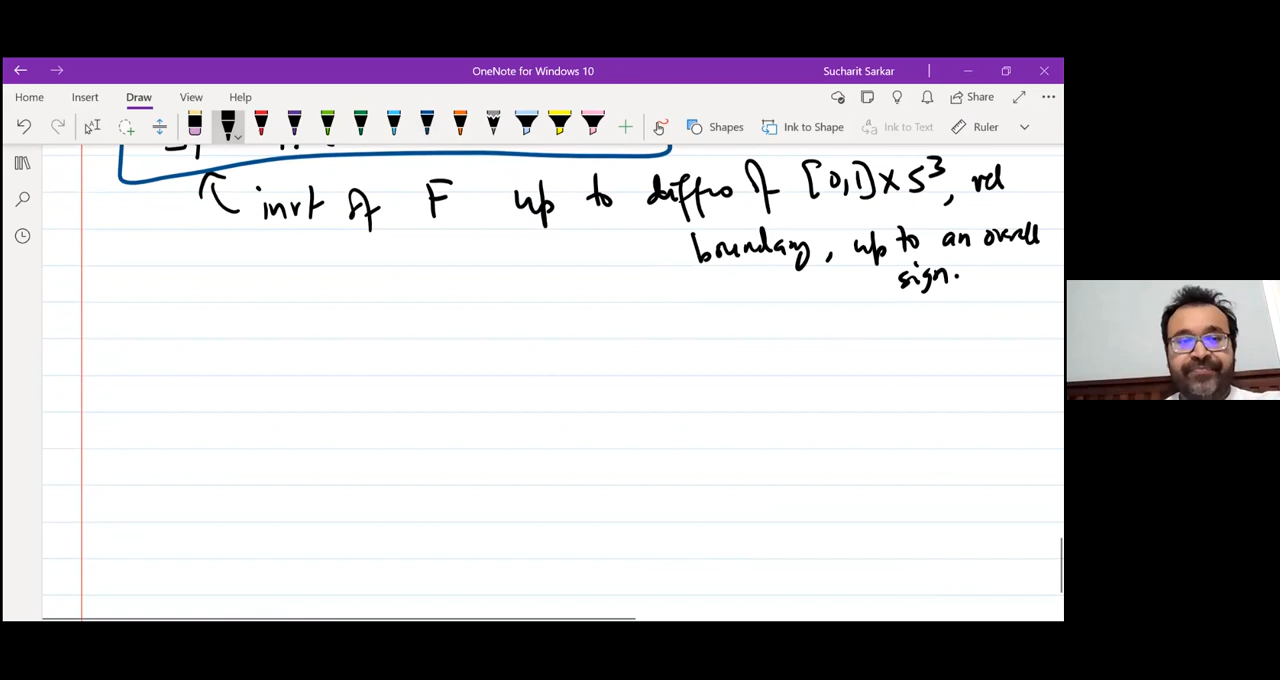 OneNote for Windows 10
Sucharit Sarkar
Home Insert Draw View Help
Share
Shapes Ink to Shape Ink to Text Ruler
invt of F up to diffeo of [0,1]×S³, rel
boundary, up to an overall
sign.